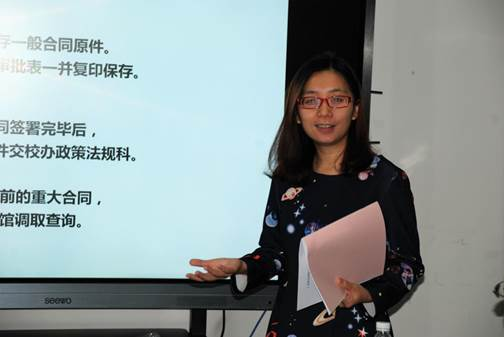 存一般合同原件。
审批表一并复印保存。
同签署完毕后，
件交校办政策法规科。
前的重大合同，
馆调取查询。
seewo